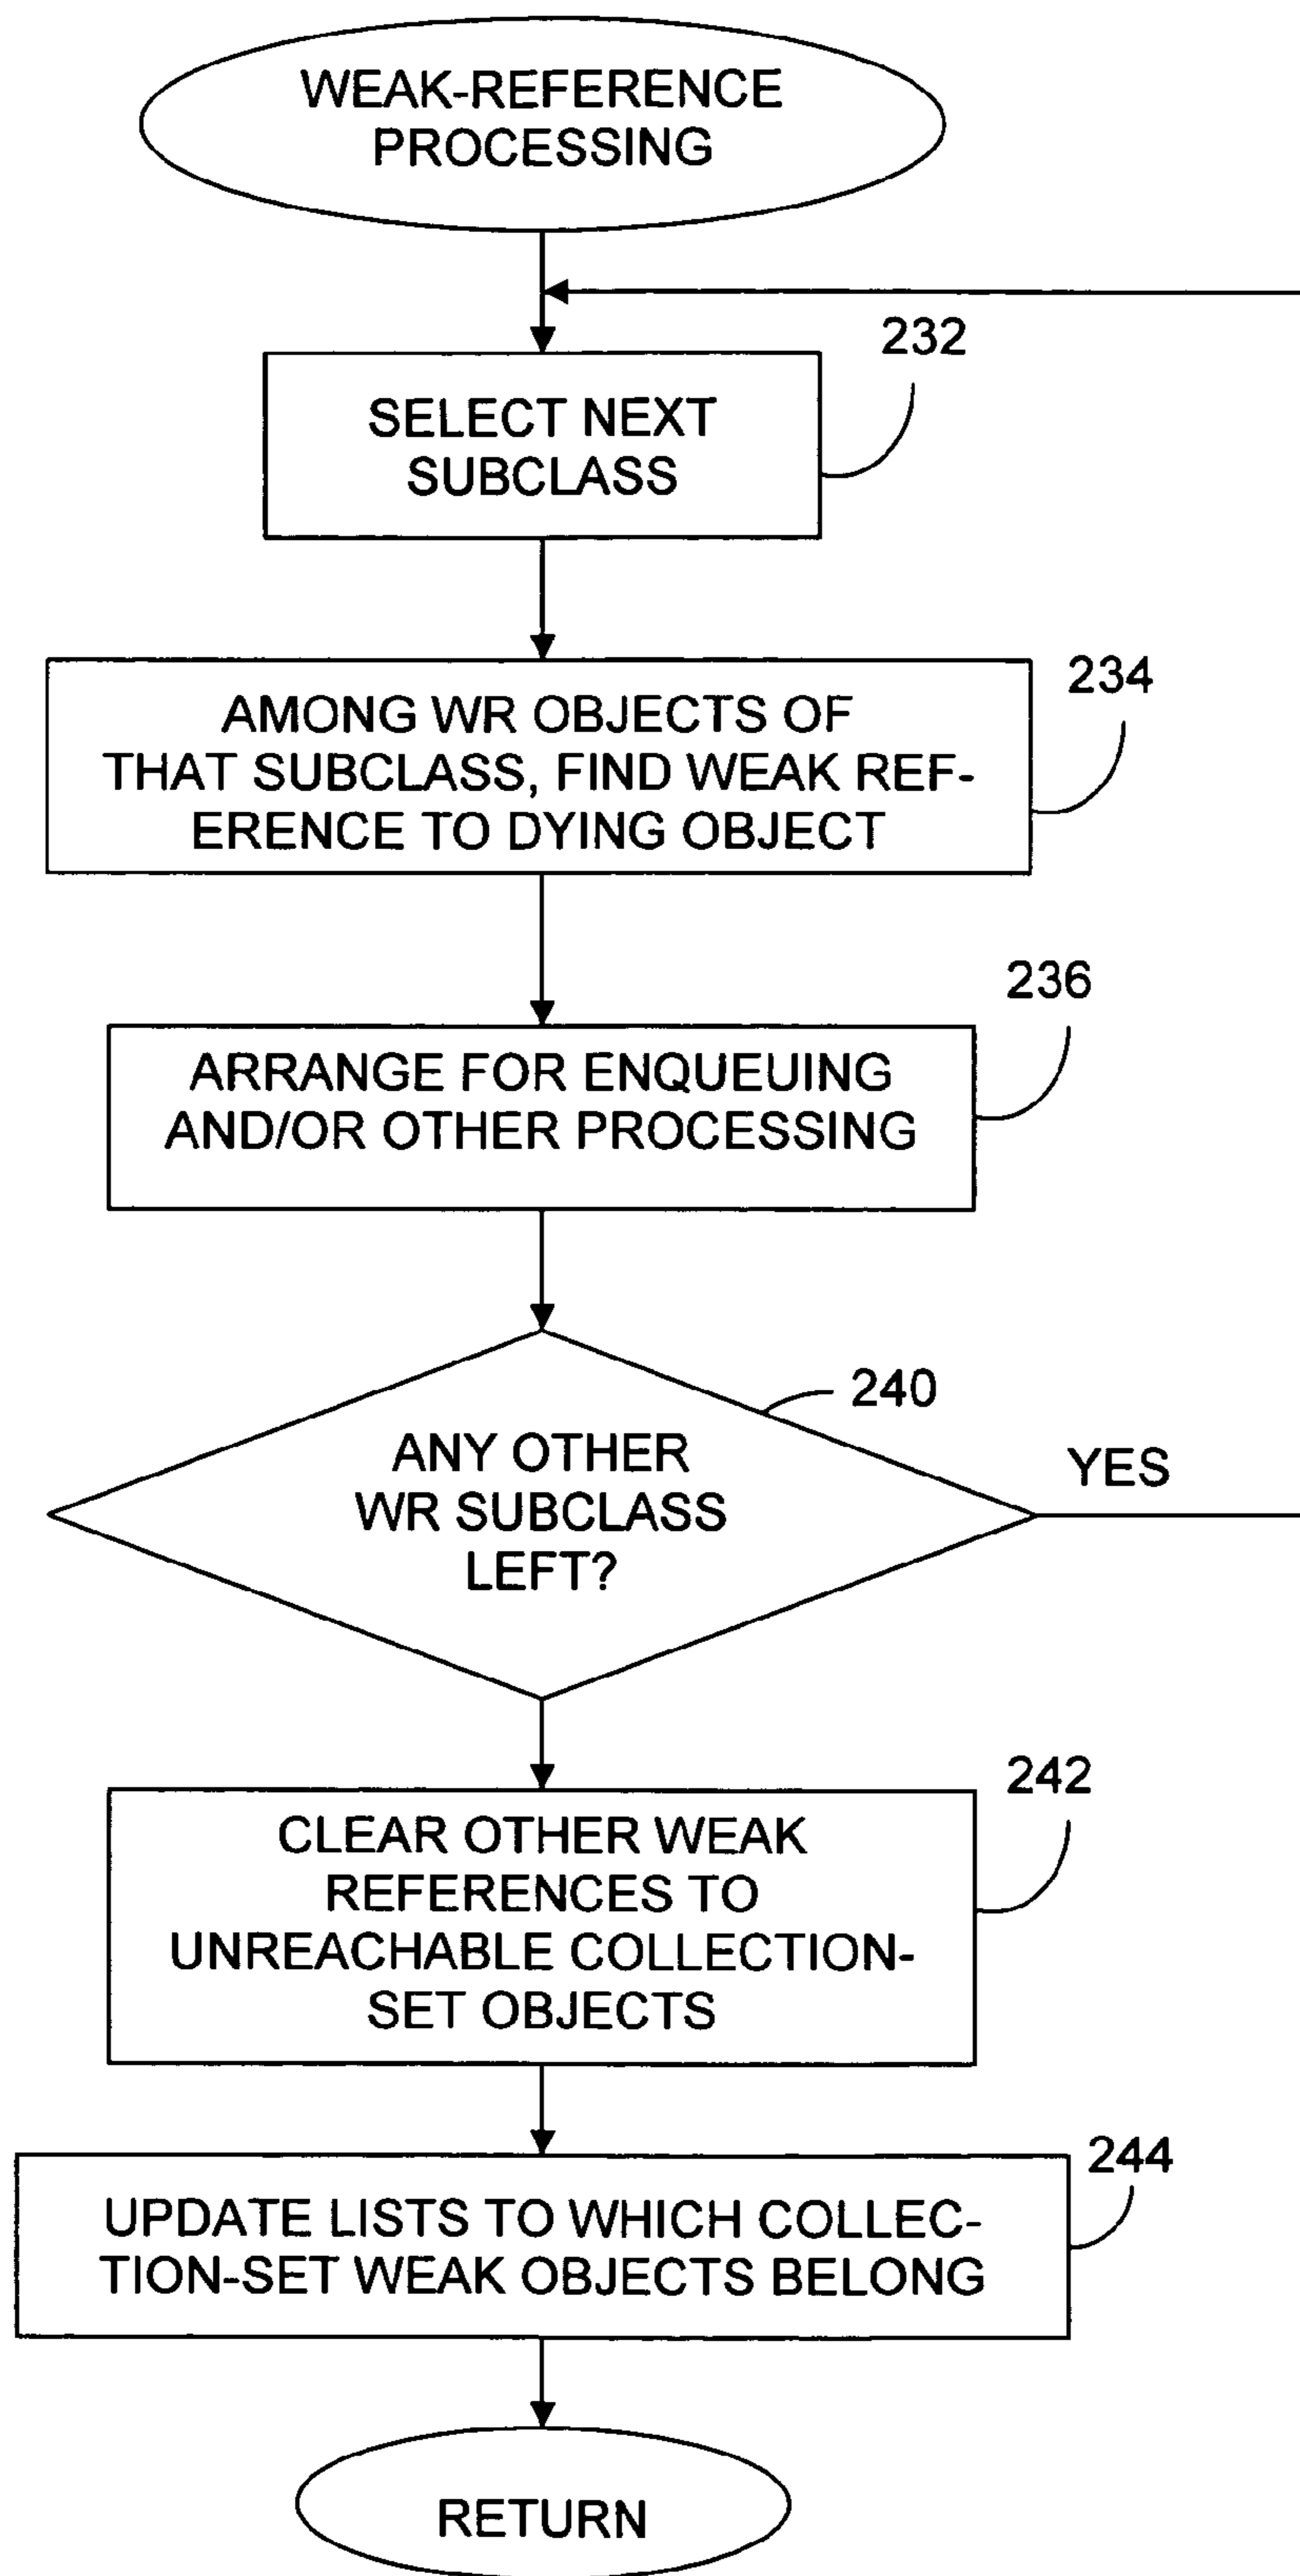 WEAK-REFERENCE
PROCESSING
232
SELECT NEXT
SUBCLASS
234
AMONG WR OBJECTS OF
THAT SUBCLASS, FIND WEAK REF-
ERENCE TO DYING OBJECT
236
ARRANGE FOR ENQUEUING
AND/OR OTHER PROCESSING
240
ANY OTHER
WR SUBCLASS
LEFT?
YES
242
CLEAR OTHER WEAK
REFERENCES TO
UNREACHABLE COLLECTION-
SET OBJECTS
244
UPDATE LISTS TO WHICH COLLEC-
TION-SET WEAK OBJECTS BELONG
RETURN